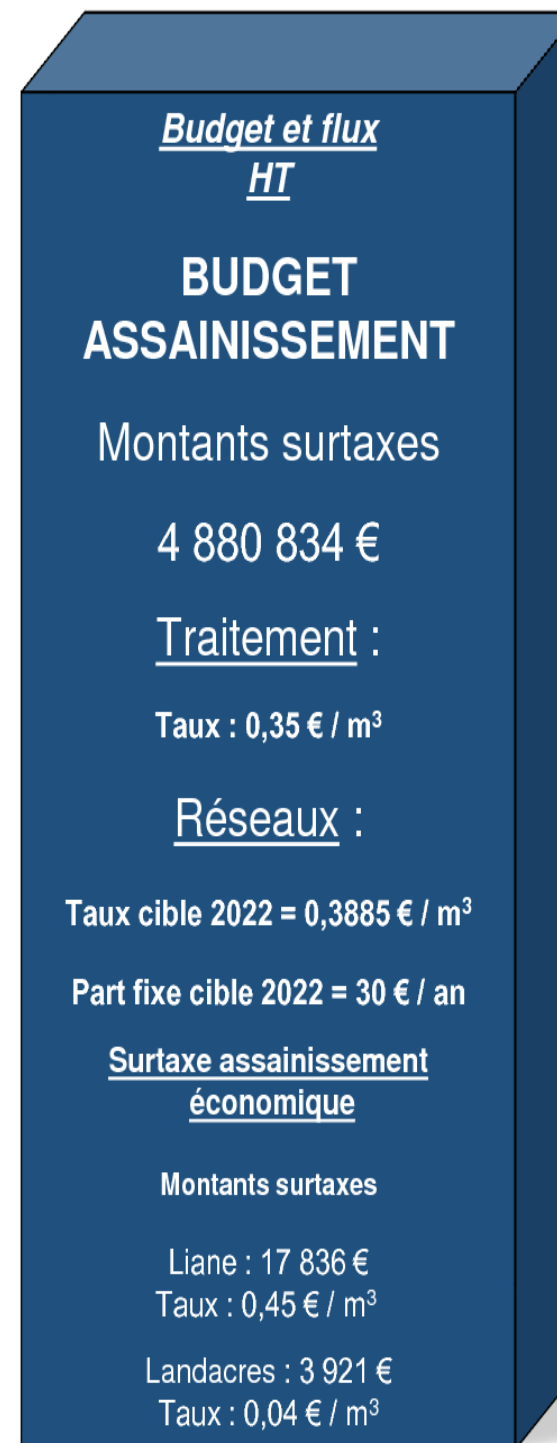 Budget et flux
HT
BUDGET
ASSAINISSEMENT
Montants surtaxes
4 880 834 €
Traitement :
Taux : 0,35 € / m³
Réseaux :
Taux cible 2022 = 0,3885 € / m³
Part fixe cible 2022 = 30 € / an
Surtaxe assainissement
économique
Montants surtaxes
Liane : 17 836 €
Taux : 0,45 € / m³
Landacres : 3 921 €
Taux : 0,04 € / m³